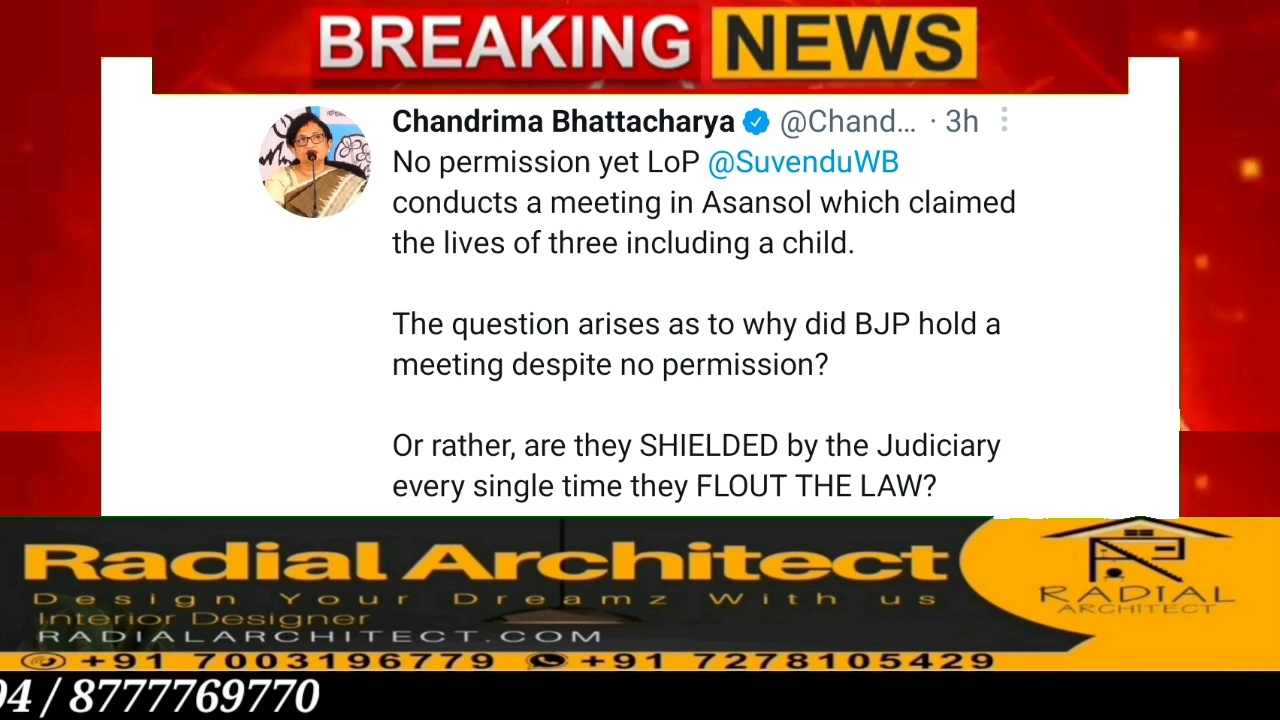 BREAKING NEWS
Chandrima Bhattacharya @Chand... · 3h
No permission yet LoP @SuvenduWB
conducts a meeting in Asansol which claimed
the lives of three including a child.
The question arises as to why did BJP hold a
meeting despite no permission?
Or rather, are they SHIELDED by the Judiciary
every single time they FLOUT THE LAW?
Radial Architect
Design Your Dreamz With us
Interior Designer
RADIALARCHITECT.COM
+91 7003196779 +91 7278105429
RADIAL
ARCHITECT
94 / 8777769770